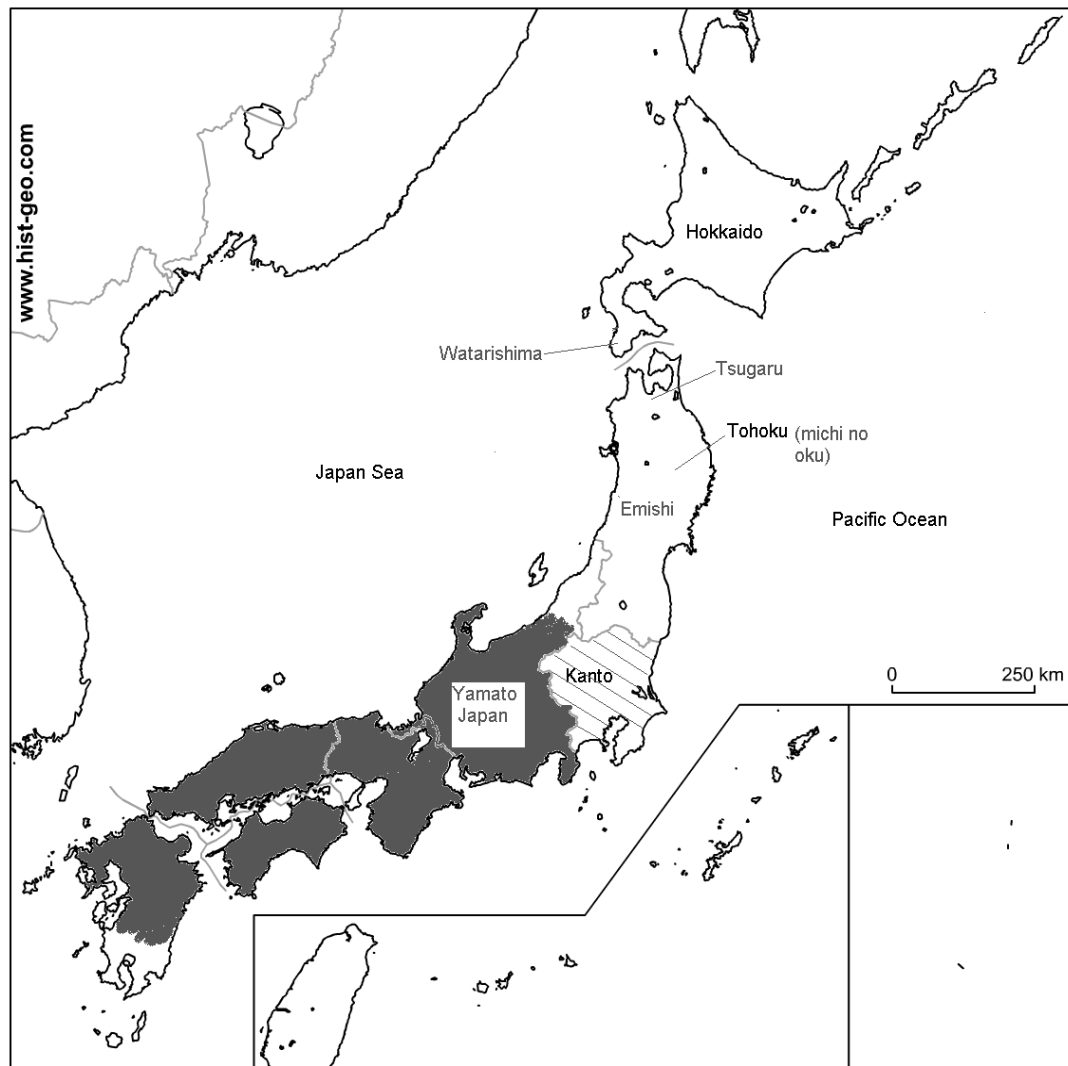 www.hist-geo.com
Hokkaido
Watarishima
Tsugaru
Tohoku (michi no
oku)
Japan Sea
Emishi
Pacific Ocean
Kanto
0 250 km
Yamato
Japan